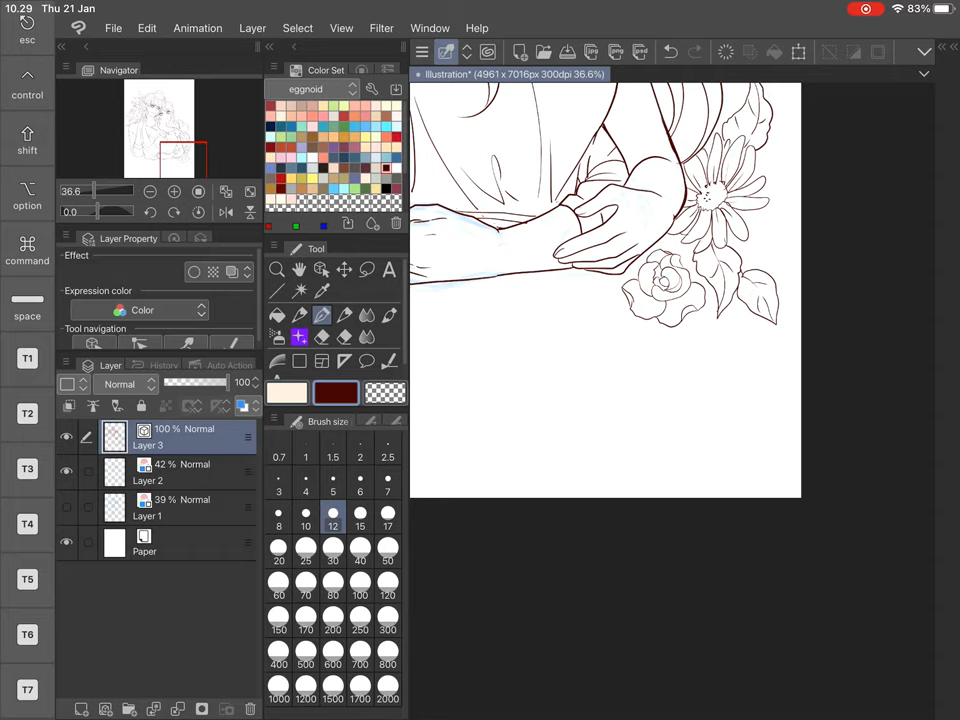 10.29 Thu 21 Jan 83%
esc
control
shift
option
command
space
T1
T2
T3
T4
T5
T6
T7
File Edit Animation Layer Select View Filter Window Help
Illustration* (4961 x 7016px 300dpi 36.6%)
Navigator
36.6
0.0
Layer Property
Effect
Expression color
Color
Tool navigation
Layer History Auto Action
Normal 100
100 % Normal
Layer 3
42 % Normal
Layer 2
39 % Normal
Layer 1
Paper
Color Set
eggnoid
Tool
A
Brush size
0.7 1 1.5 2 2.5
3 4 5 6 7
8 10 12 15 17
20 25 30 40 50
60 70 80 100 120
150 170 200 250 300
400 500 600 700 800
1000 1200 1500 1700 2000